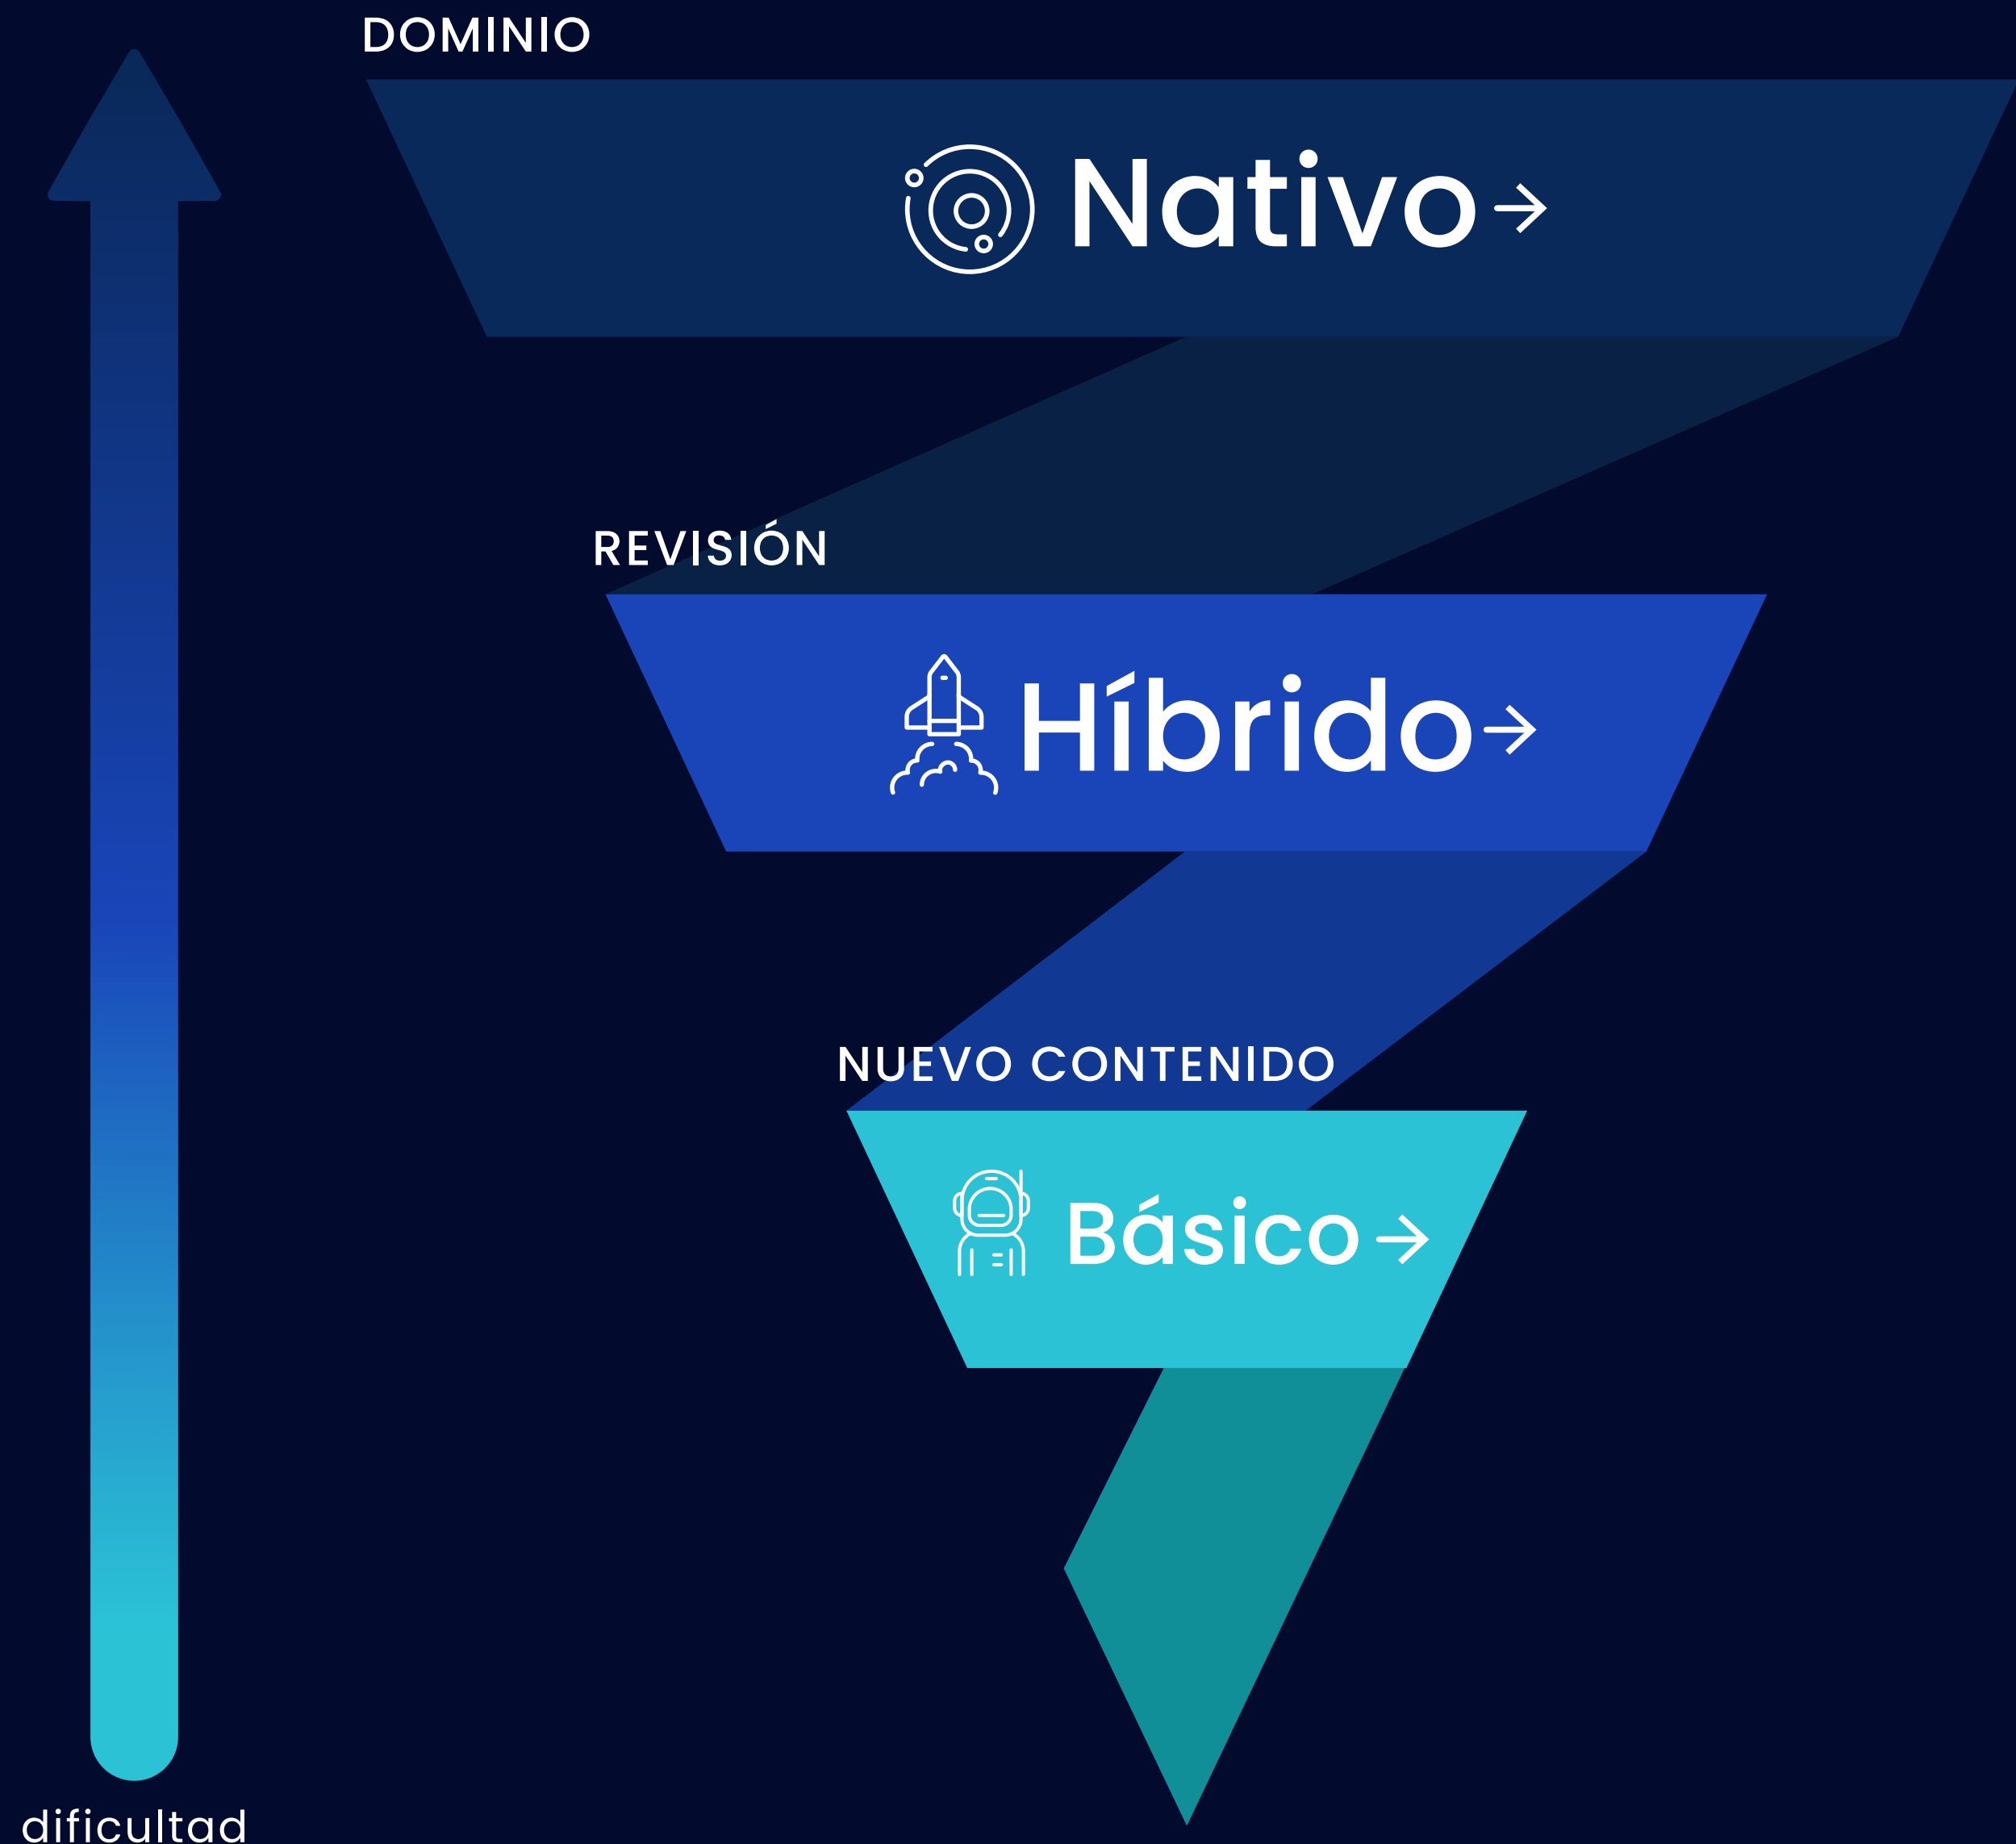 DOMINIO
Nativo
REVISIÓN
Híbrido
NUEVO CONTENIDO
Básico
dificultad